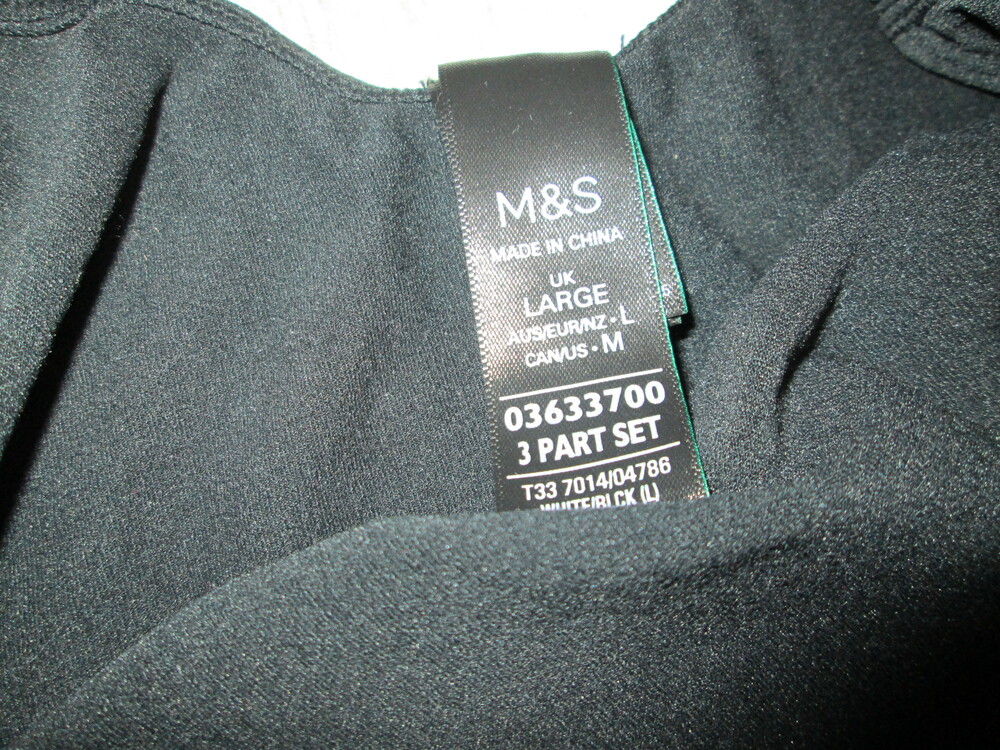 M&S
MADE IN CHINA
UK
LARGE
AUS/EUR/NZ • L
CAN/US • M
03633700
3 PART SET
T33 7014/04786
WHITE/BLCK (L)